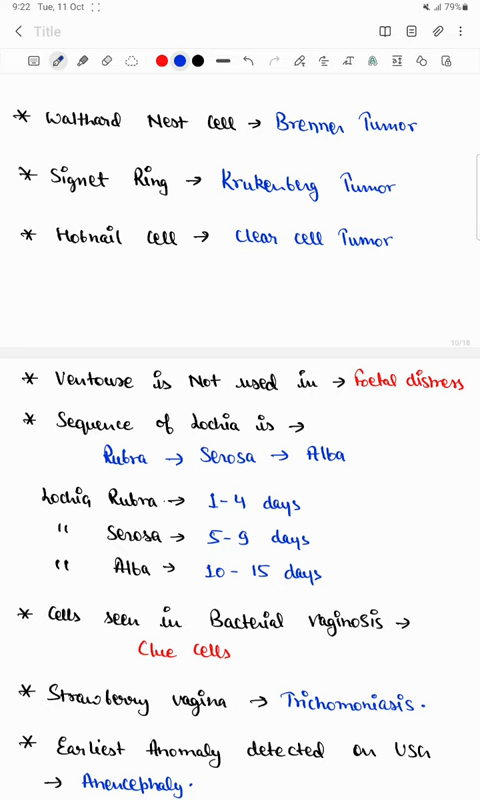 9:22 Tue, 11 Oct
79%
Title
* Walthard Nest cell → Brenner Tumor
* Signet Ring → Krukenberg Tumor
* Hobnail cell → Clear cell Tumor
10/18
* Ventouse is Not used in → Foetal distress
* Sequence of Lochia is →
Rubra → Serosa → Alba
Lochia Rubra → 1-4 days
" Serosa → 5-9 days
" Alba → 10-15 days
* Cells seen in Bacterial vaginosis →
Clue cells
* Strawberry vagina → Trichomoniasis.
* Earliest Anomaly detected on USG
→ Anencephaly.